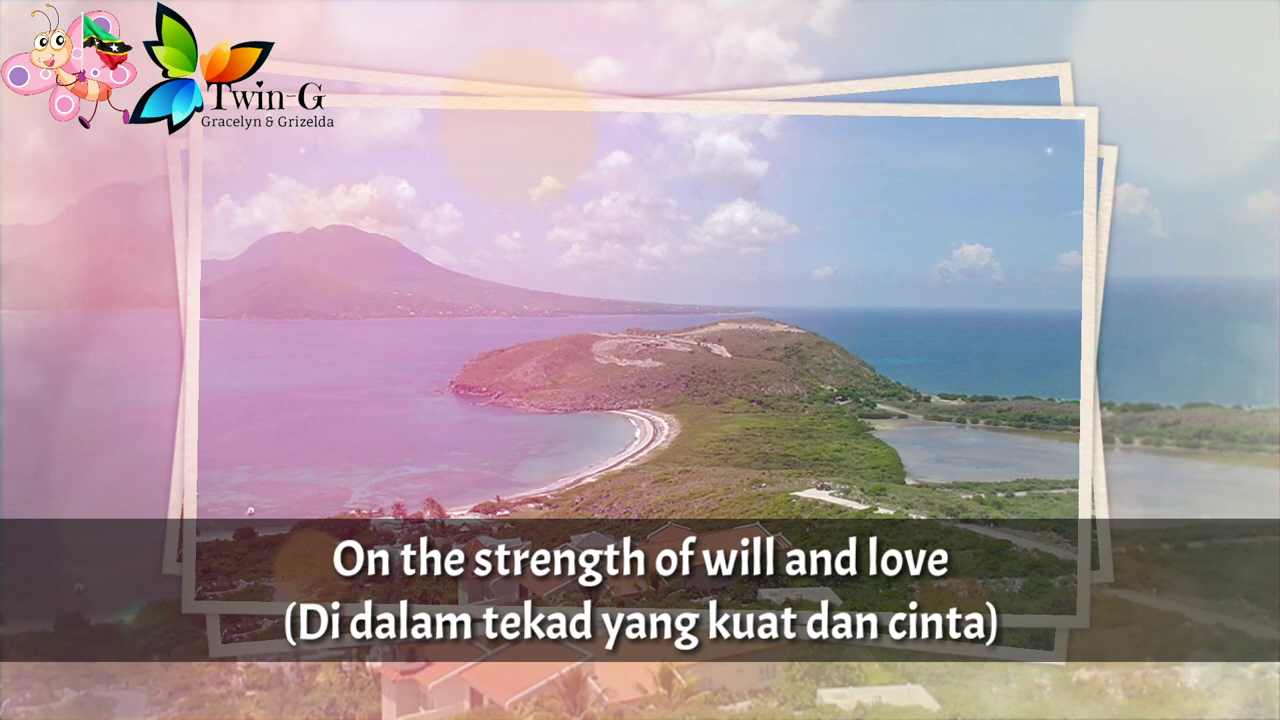 Twin-G
Gracelyn & Grizelda
On the strength of will and love
(Di dalam tekad yang kuat dan cinta)